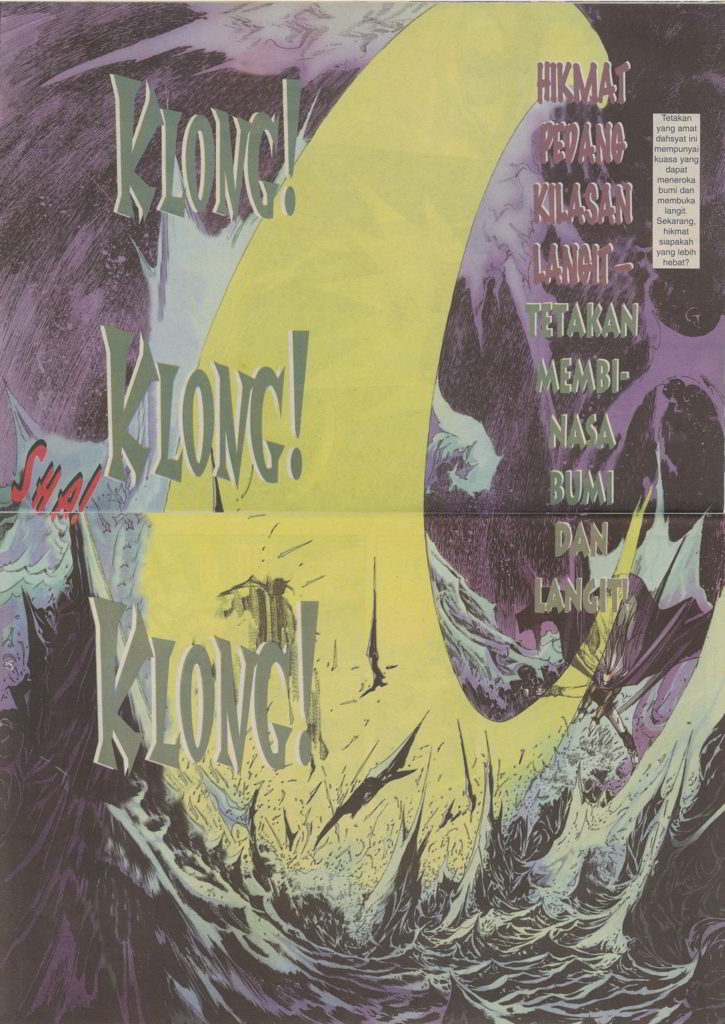 KLONG!
KLONG!
SHA!
KLONG!
HIKMAT
PEDANG
KILASAN
LANGIT—
TETAKAN
MEMBI-
NASA
BUMI
DAN
LANGIT!
Tetakan
yang amat
dahsyat ini
mempunyai
kuasa yang
dapat
meneroka
bumi dan
membuka
langit.
Sekarang,
hikmat
siapakah
yang lebih
hebat?